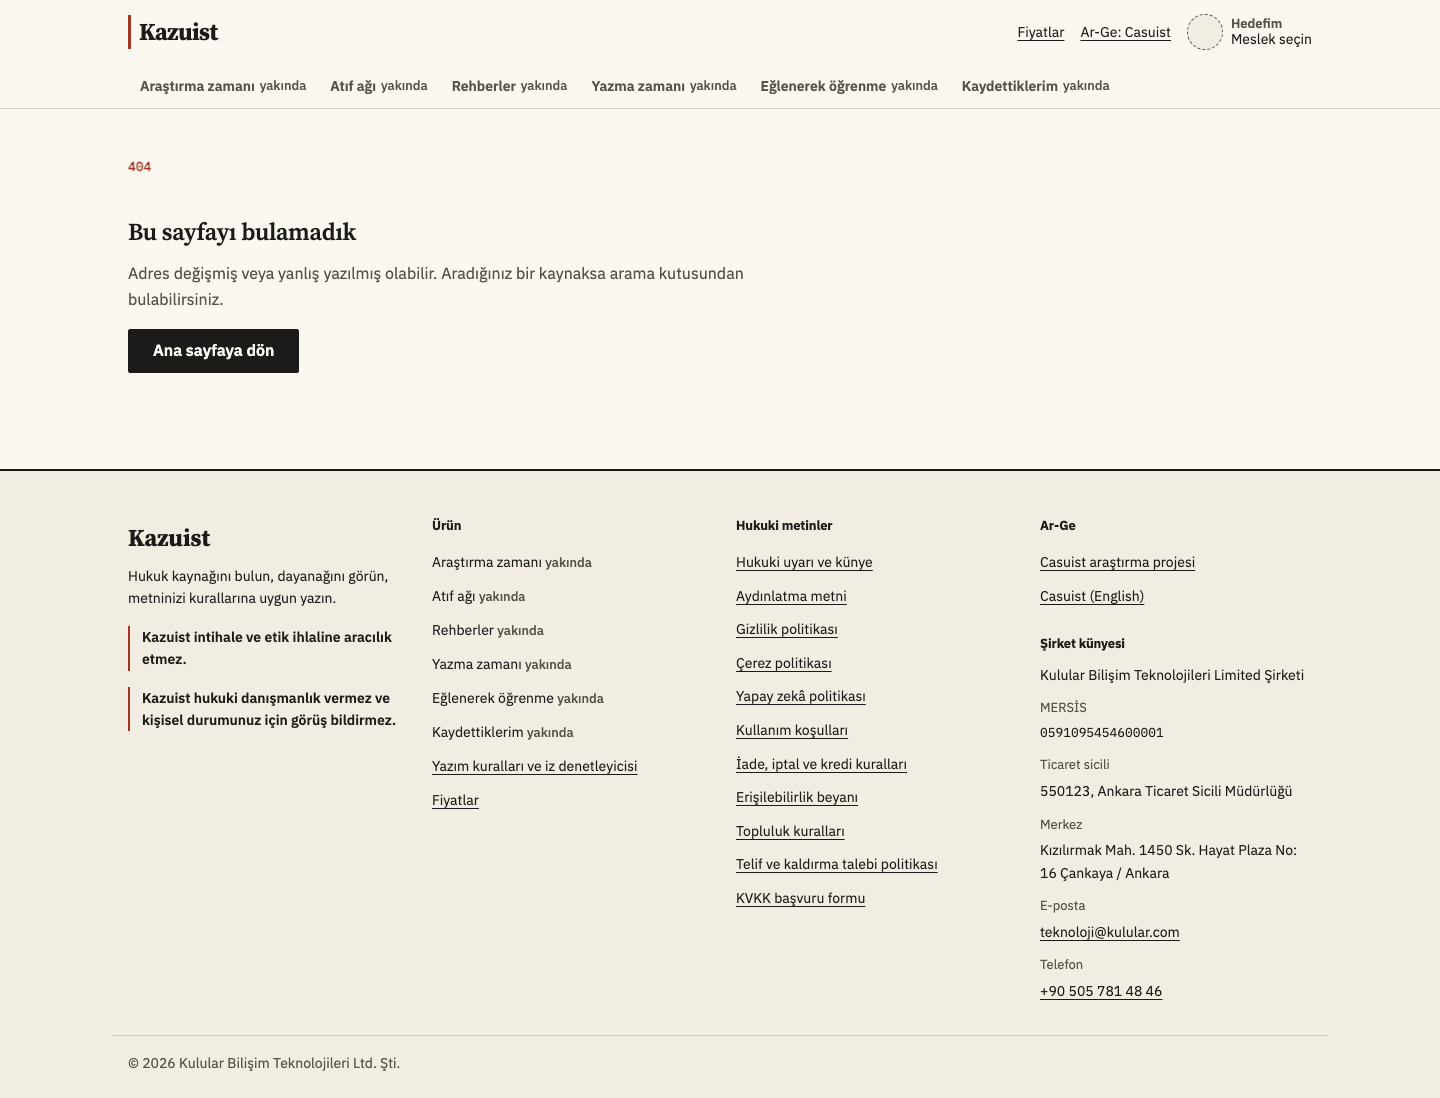 Kazuist
Fiyatlar
Ar-Ge: Casuist
Hedefim
Meslek seçin
Araştırma zamanı yakında
Atıf ağı yakında
Rehberler yakında
Yazma zamanı yakında
Eğlenerek öğrenme yakında
Kaydettiklerim yakında
404
Bu sayfayı bulamadık
Adres değişmiş veya yanlış yazılmış olabilir. Aradığınız bir kaynaksa arama kutusundan
bulabilirsiniz.
Ana sayfaya dön
Kazuist
Hukuk kaynağını bulun, dayanağını görün,
metninizi kurallarına uygun yazın.
Kazuist intihale ve etik ihlaline aracılık
etmez.
Kazuist hukuki danışmanlık vermez ve
kişisel durumunuz için görüş bildirmez.
Ürün
Araştırma zamanı yakında
Atıf ağı yakında
Rehberler yakında
Yazma zamanı yakında
Eğlenerek öğrenme yakında
Kaydettiklerim yakında
Yazım kuralları ve iz denetleyicisi
Fiyatlar
Hukuki metinler
Hukuki uyarı ve künye
Aydınlatma metni
Gizlilik politikası
Çerez politikası
Yapay zekâ politikası
Kullanım koşulları
İade, iptal ve kredi kuralları
Erişilebilirlik beyanı
Topluluk kuralları
Telif ve kaldırma talebi politikası
KVKK başvuru formu
Ar-Ge
Casuist araştırma projesi
Casuist (English)
Şirket künyesi
Kulular Bilişim Teknolojileri Limited Şirketi
MERSİS
0591095454600001
Ticaret sicili
550123, Ankara Ticaret Sicili Müdürlüğü
Merkez
Kızılırmak Mah. 1450 Sk. Hayat Plaza No:
16 Çankaya / Ankara
E-posta
teknoloji@kulular.com
Telefon
+90 505 781 48 46
© 2026 Kulular Bilişim Teknolojileri Ltd. Şti.